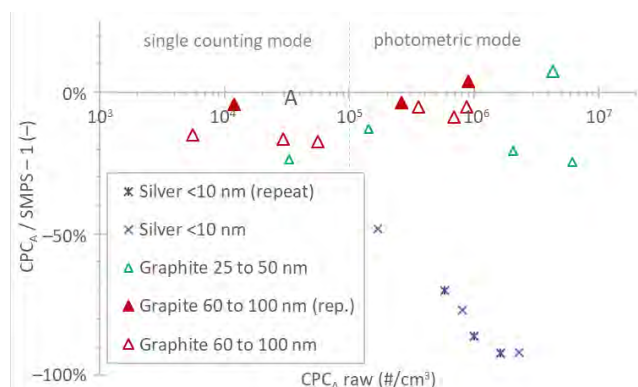 single counting mode photometric mode
25%
0%
A
10³ 10⁴ 10⁵ 10⁶ 10⁷
CPC_A / SMPS – 1 (–)
Silver <10 nm (repeat)
Silver <10 nm
Graphite 25 to 50 nm
Grapite 60 to 100 nm (rep.)
Graphite 60 to 100 nm
–50%
–100%
CPC_A raw (#/cm³)